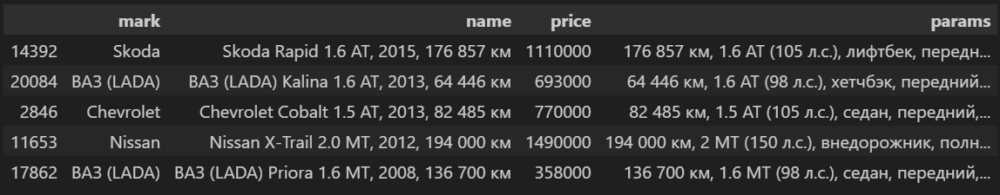 mark name price params
14392 Skoda Skoda Rapid 1.6 AT, 2015, 176 857 км 1110000 176 857 км, 1.6 AT (105 л.с.), лифтбек, передн...
20084 ВАЗ (LADA) ВАЗ (LADA) Kalina 1.6 AT, 2013, 64 446 км 693000 64 446 км, 1.6 AT (98 л.с.), хетчбэк, передний...
2846 Chevrolet Chevrolet Cobalt 1.5 AT, 2013, 82 485 км 770000 82 485 км, 1.5 AT (105 л.с.), седан, передний,...
11653 Nissan Nissan X-Trail 2.0 MT, 2012, 194 000 км 1490000 194 000 км, 2 MT (150 л.с.), внедорожник, полн...
17862 ВАЗ (LADA) ВАЗ (LADA) Priora 1.6 MT, 2008, 136 700 км 358000 136 700 км, 1.6 MT (98 л.с.), седан, передний,...